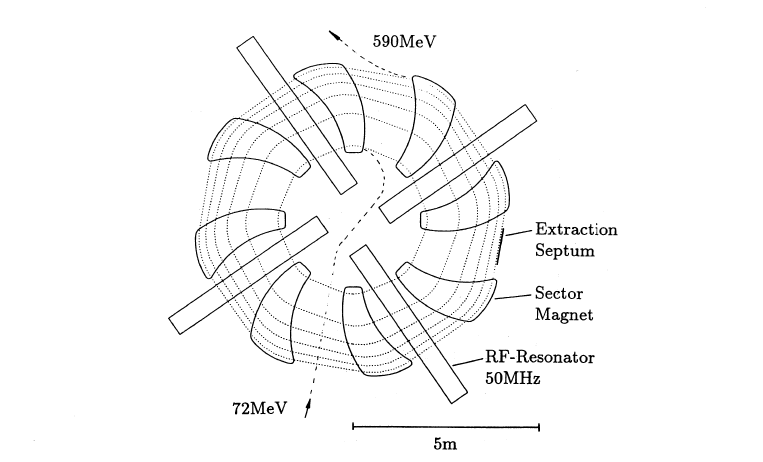 590MeV
Extraction
Septum
Sector
Magnet
RF-Resonator
50MHz
72MeV
5m